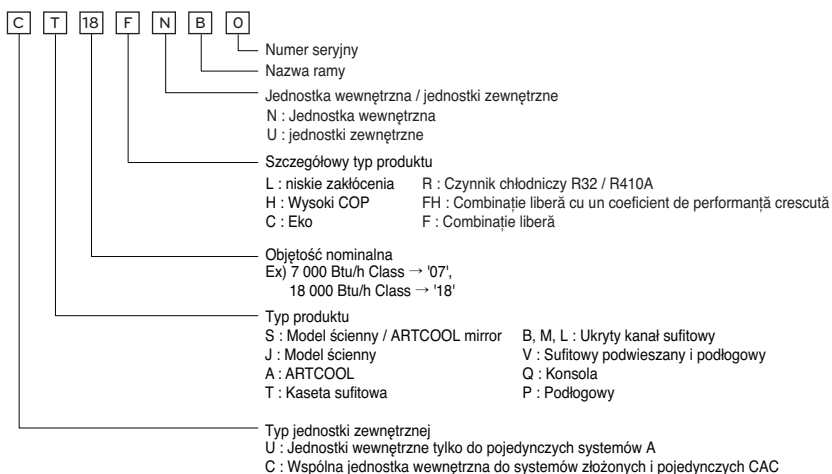 C T 18 F N B 0
Numer seryjny
Nazwa ramy
Jednostka wewnętrzna / jednostki zewnętrzne
N : Jednostka wewnętrzna
U : jednostki zewnętrzne
Szczegółowy typ produktu
L : niskie zakłócenia R : Czynnik chłodniczy R32 / R410A
H : Wysoki COP FH : Combinație liberă cu un coeficient de performanță crescută
C : Eko F : Combinație liberă
Objętość nominalna
Ex) 7 000 Btu/h Class → '07',
18 000 Btu/h Class → '18'
Typ produktu
S : Model ścienny / ARTCOOL mirror B, M, L : Ukryty kanał sufitowy
J : Model ścienny V : Sufitowy podwieszany i podłogowy
A : ARTCOOL Q : Konsola
T : Kaseta sufitowa P : Podłogowy
Typ jednostki zewnętrznej
U : Jednostki wewnętrzne tylko do pojedynczych systemów A
C : Wspólna jednostka wewnętrzna do systemów złożonych i pojedynczych CAC